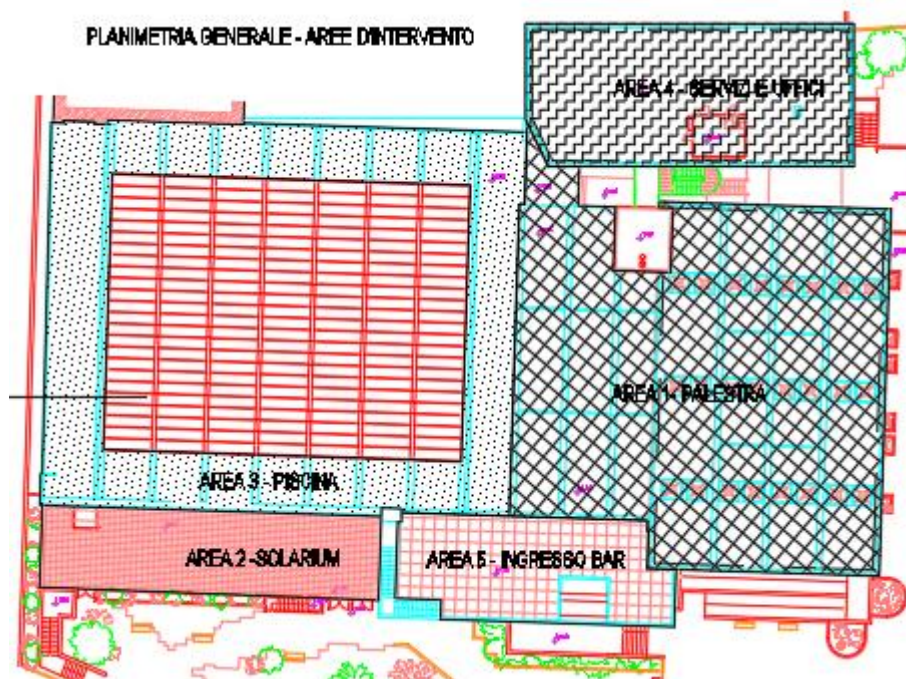 PLANIMETRIA GENERALE - AREE D'INTERVENTO
AREA 4 - SERVIZI E UFFICI
AREA 1 - PALESTRA
AREA 3 - PISCINA
AREA 2 - SOLARIUM
AREA 5 - INGRESSO BAR